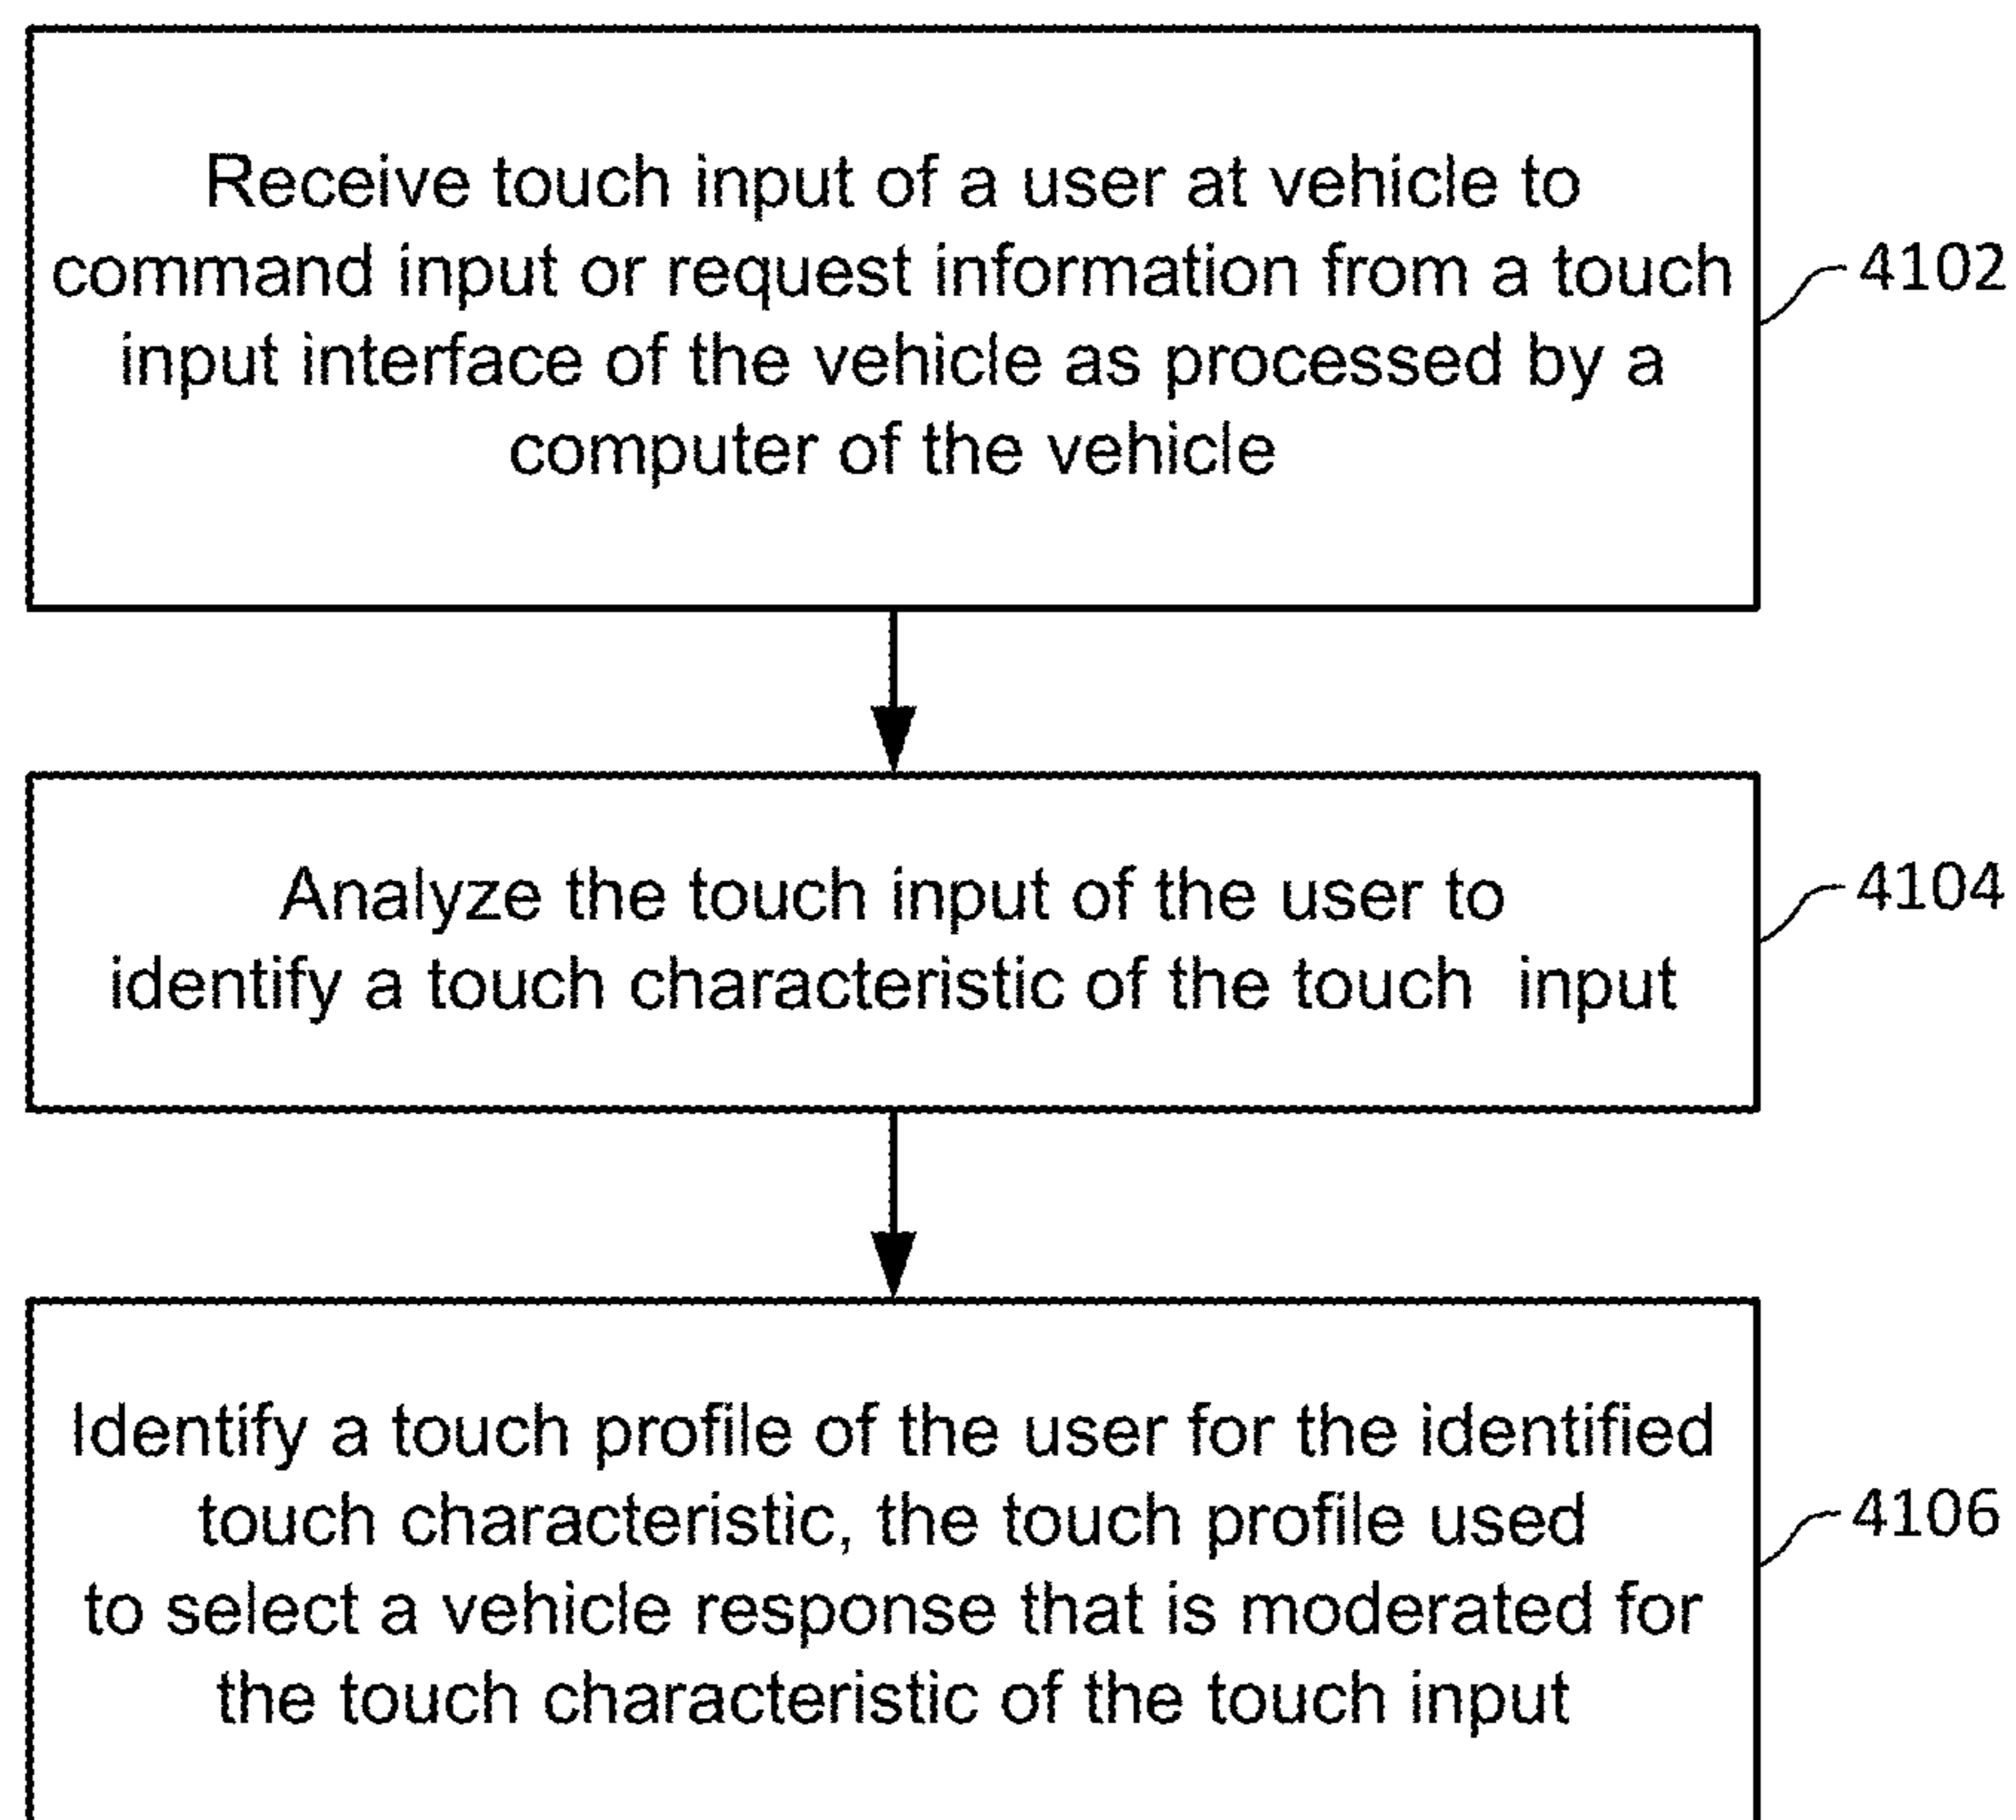 Receive touch input of a user at vehicle to
command input or request information from a touch
input interface of the vehicle as processed by a
computer of the vehicle
4102
Analyze the touch input of the user to
identify a touch characteristic of the touch input
4104
Identify a touch profile of the user for the identified
touch characteristic, the touch profile used
to select a vehicle response that is moderated for
the touch characteristic of the touch input
4106